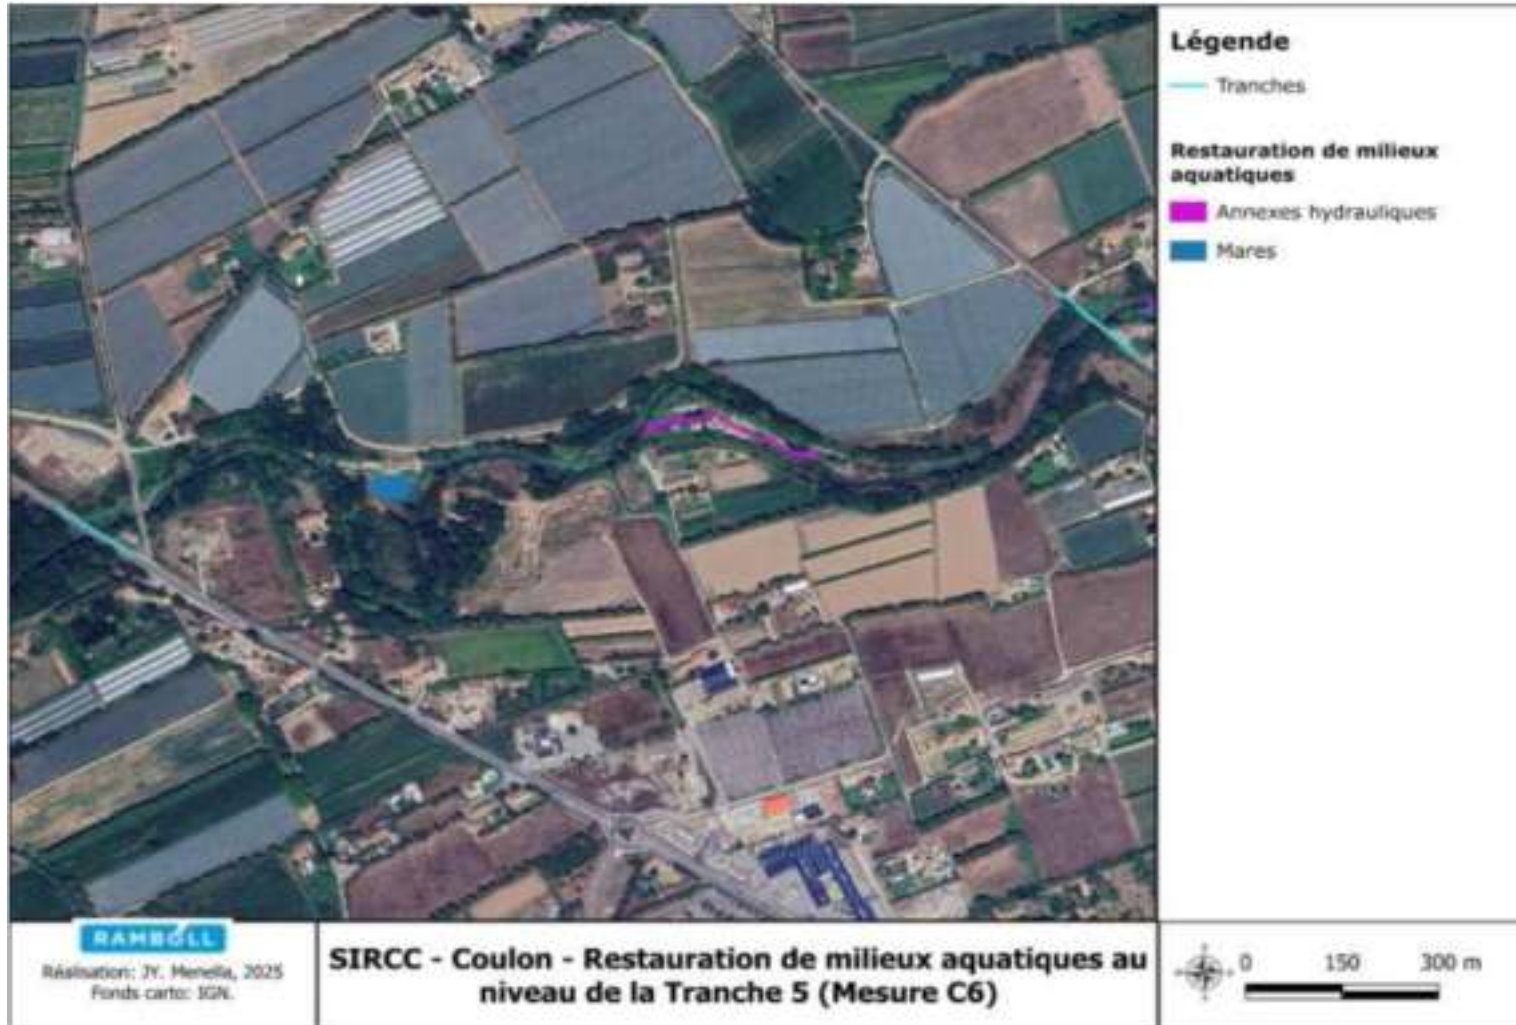 Légende
Tranches
Restauration de milieux
aquatiques
Annexes hydrauliques
Mares
RAMBOLL
Réalisation: JY. Menella, 2025
Fonds carto: IGN.
SIRCC - Coulon - Restauration de milieux aquatiques au
niveau de la Tranche 5 (Mesure C6)
0 150 300 m